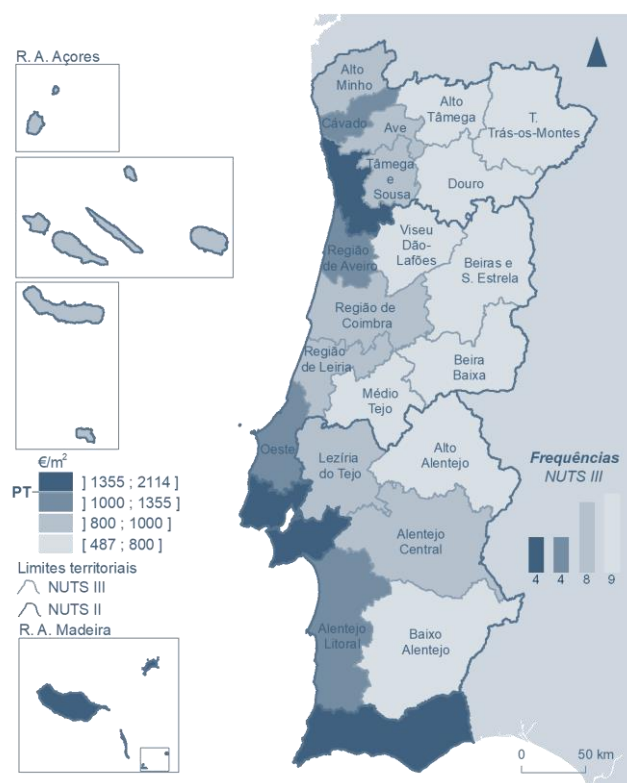 R. A. Açores
Alto
Minho
Cávado
Ave
Alto
Tâmega
T.
Trás-os-Montes
Tâmega
e
Sousa
Douro
Viseu
Dão-
Lafões
Região
de Aveiro
Beiras e
S. Estrela
Região de
Coimbra
Região
de Leiria
Beira
Baixa
Médio
Tejo
Oeste
Lezíria
do Tejo
Alto
Alentejo
Alentejo
Central
Alentejo
Litoral
Baixo
Alentejo
€/m²
PT
] 1355 ; 2114 ]
] 1000 ; 1355 ]
] 800 ; 1000 ]
[ 487 ; 800 ]
Limites territoriais
NUTS III
NUTS II
R. A. Madeira
Frequências
NUTS III
4 4 8 9
0 50 km